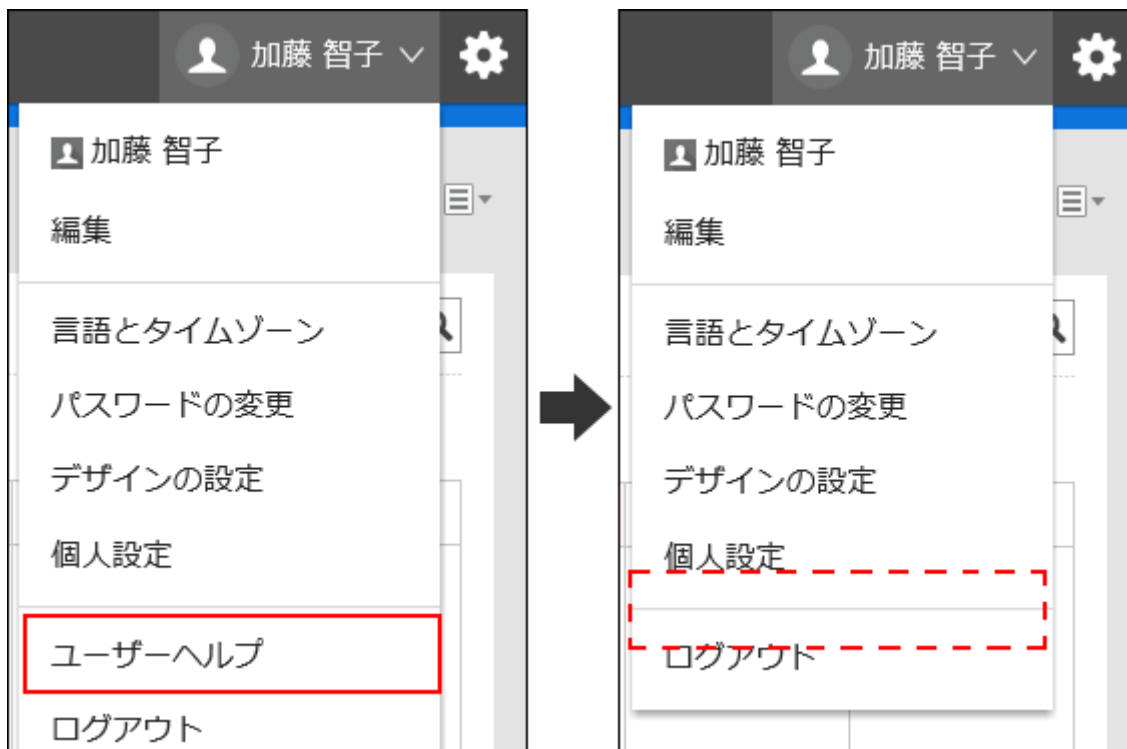 加藤 智子
加藤 智子
編集
言語とタイムゾーン
パスワードの変更
デザインの設定
個人設定
ユーザーヘルプ
ログアウト
加藤 智子
加藤 智子
編集
言語とタイムゾーン
パスワードの変更
デザインの設定
個人設定
ログアウト